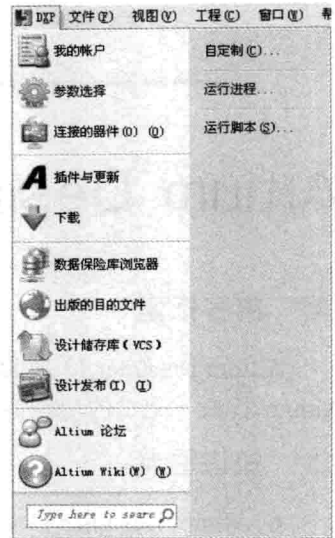 DXP 文件(F) 视图(V) 工程(C) 窗口(W)
我的帐户
自定制(C)...
参数选择
运行进程...
连接的器件(O) (Q)
运行脚本(S)...
插件与更新
下载
数据保险库浏览器
出版的目的文件
设计储存库(VCS)
设计发布(I) (I)
Altium 论坛
Altium Wiki(W) (W)
Type here to searc